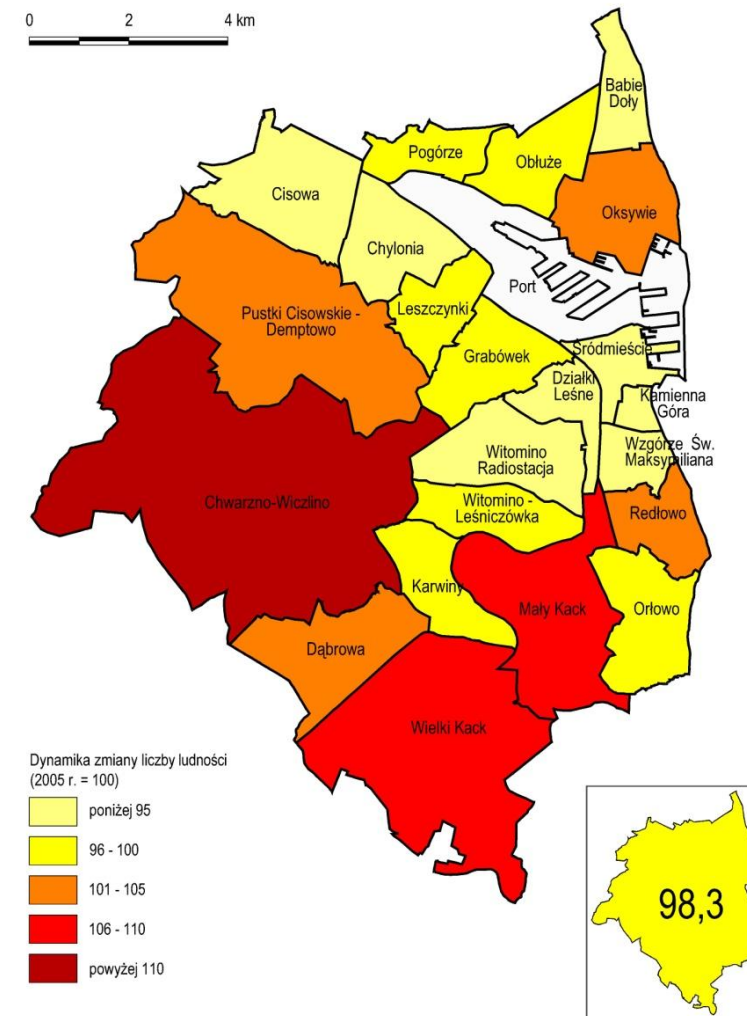 0 2 4 km
Babie
Doły
Pogórze
Obłuże
Cisowa
Oksywie
Chylonia
Port
Pustki Cisowskie -
Demptowo
Leszczynki
Grabówek
Śródmieście
Działki
Leśne
Kamienna
Góra
Witomino
Radiostacja
Wzgórze Św.
Maksymiliana
Chwarzno-Wiczlino
Witomino -
Leśniczówka
Redłowo
Karwiny
Mały Kack
Orłowo
Dąbrowa
Wielki Kack
Dynamika zmiany liczby ludności
(2005 r. = 100)
poniżej 95
96 - 100
101 - 105
106 - 110
powyżej 110
98,3